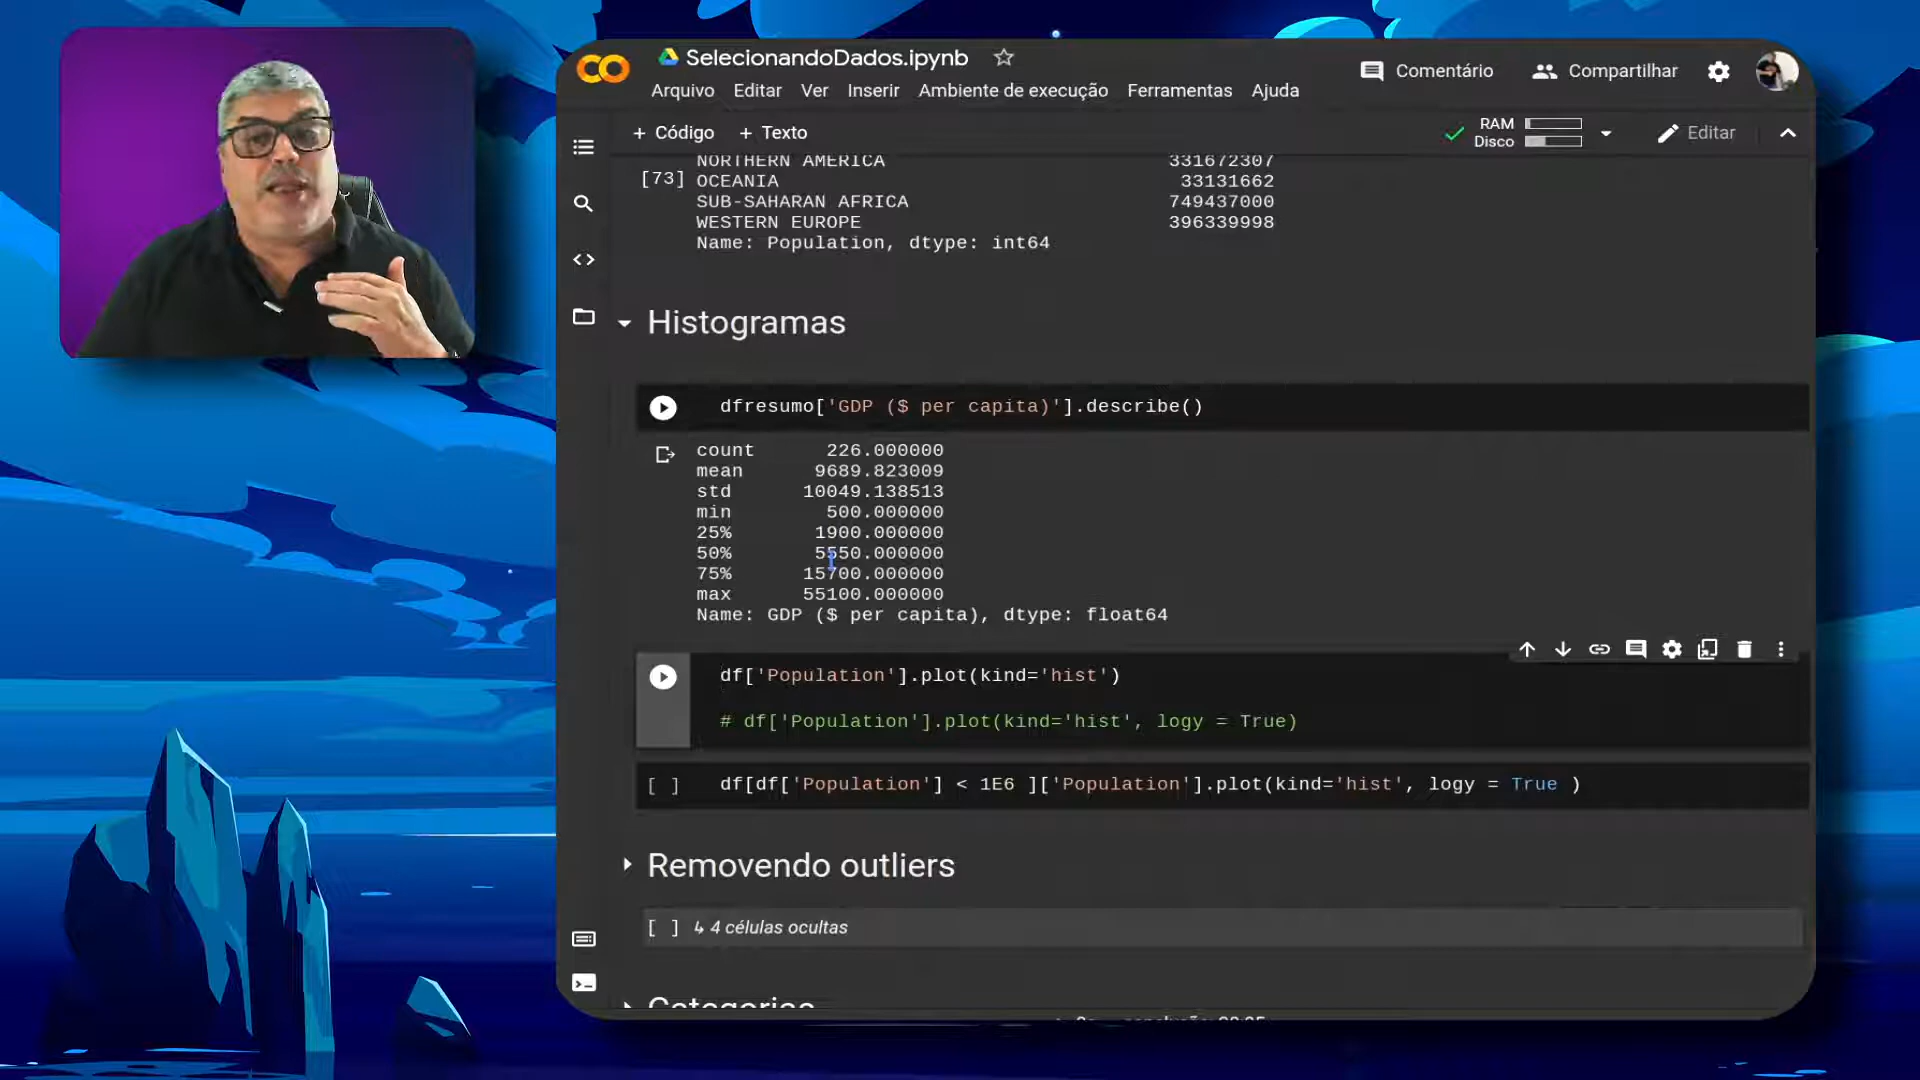 SelecionandoDados.ipynb
Comentário
Compartilhar
Arquivo Editar Ver Inserir Ambiente de execução Ferramentas Ajuda
+ Código + Texto
RAM
Disco
Editar
NORTHERN AMERICA 331672307
[73] OCEANIA 33131662
SUB-SAHARAN AFRICA 749437000
WESTERN EUROPE 396339998
Name: Population, dtype: int64
Histogramas
dfresumo['GDP ($ per capita)'].describe()
count 226.000000
mean 9689.823009
std 10049.138513
min 500.000000
25% 1900.000000
50% 5550.000000
75% 15700.000000
max 55100.000000
Name: GDP ($ per capita), dtype: float64
df['Population'].plot(kind='hist')
# df['Population'].plot(kind='hist', logy = True)
[ ] df[df['Population'] < 1E6 ]['Population'].plot(kind='hist', logy = True )
Removendo outliers
[ ] ↳ 4 células ocultas